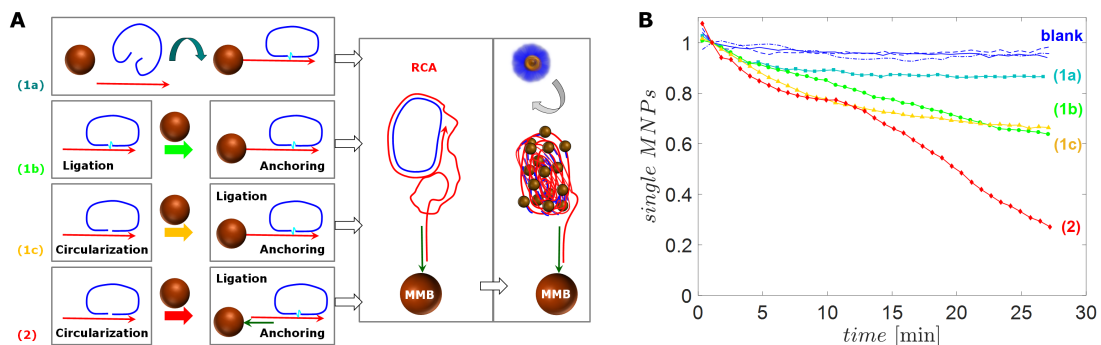 A
(1a)
(1b)
Ligation
Anchoring
(1c)
Circularization
Ligation
Anchoring
(2)
Circularization
Ligation
Anchoring
RCA
MMB
MMB
B
single MNPs
1
0.8
0.6
0.4
0.2
0
0
5
10
15
20
25
30
time [min]
blank
(1a)
(1b)
(1c)
(2)